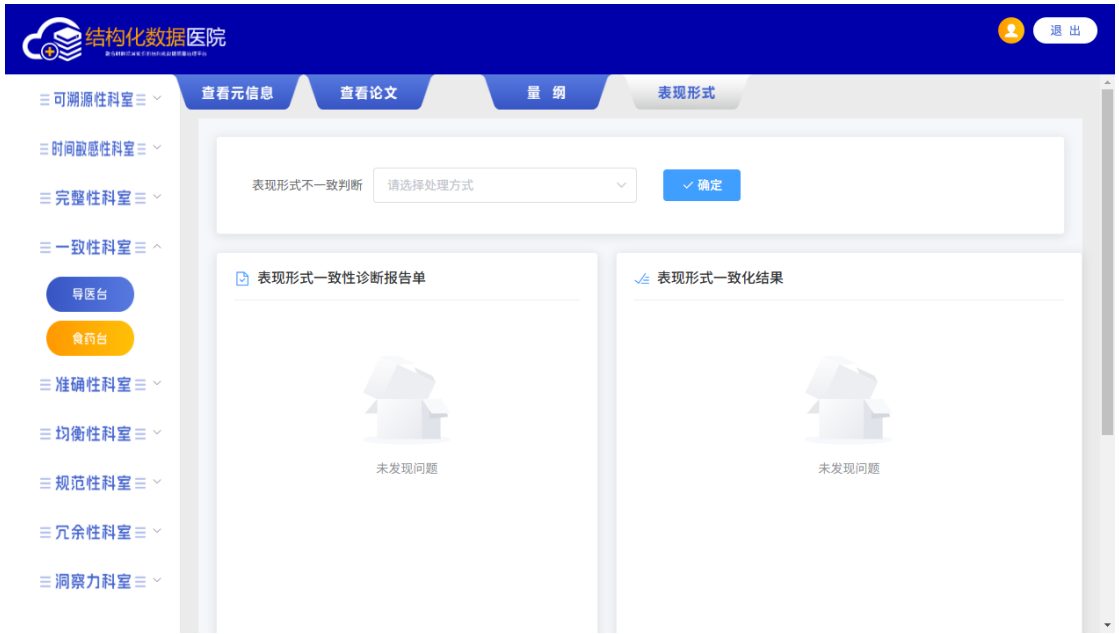 结构化数据医院
退 出
可溯源性科室
时间敏感性科室
完整性科室
一致性科室
导医台
食药台
准确性科室
均衡性科室
规范性科室
冗余性科室
洞察力科室
查看元信息
查看论文
量 纲
表现形式
表现形式不一致判断
请选择处理方式
确定
表现形式一致性诊断报告单
未发现问题
表现形式一致化结果
未发现问题